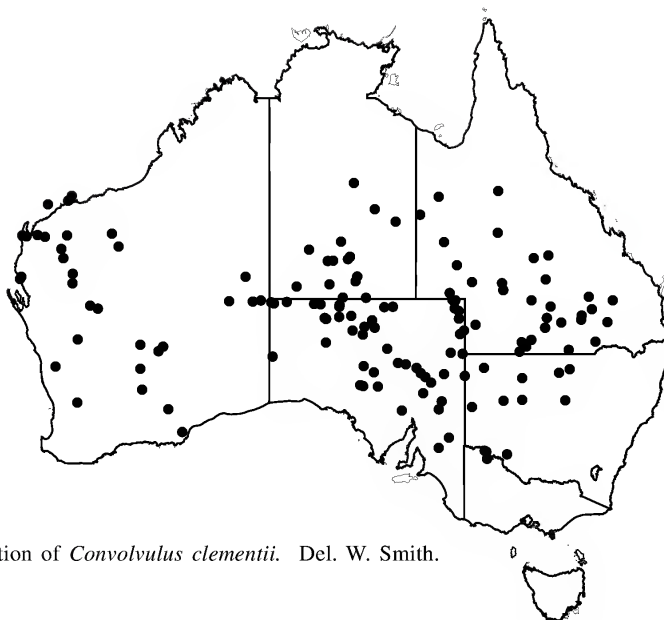 tion of Convolvulus clementii. Del. W. Smith.